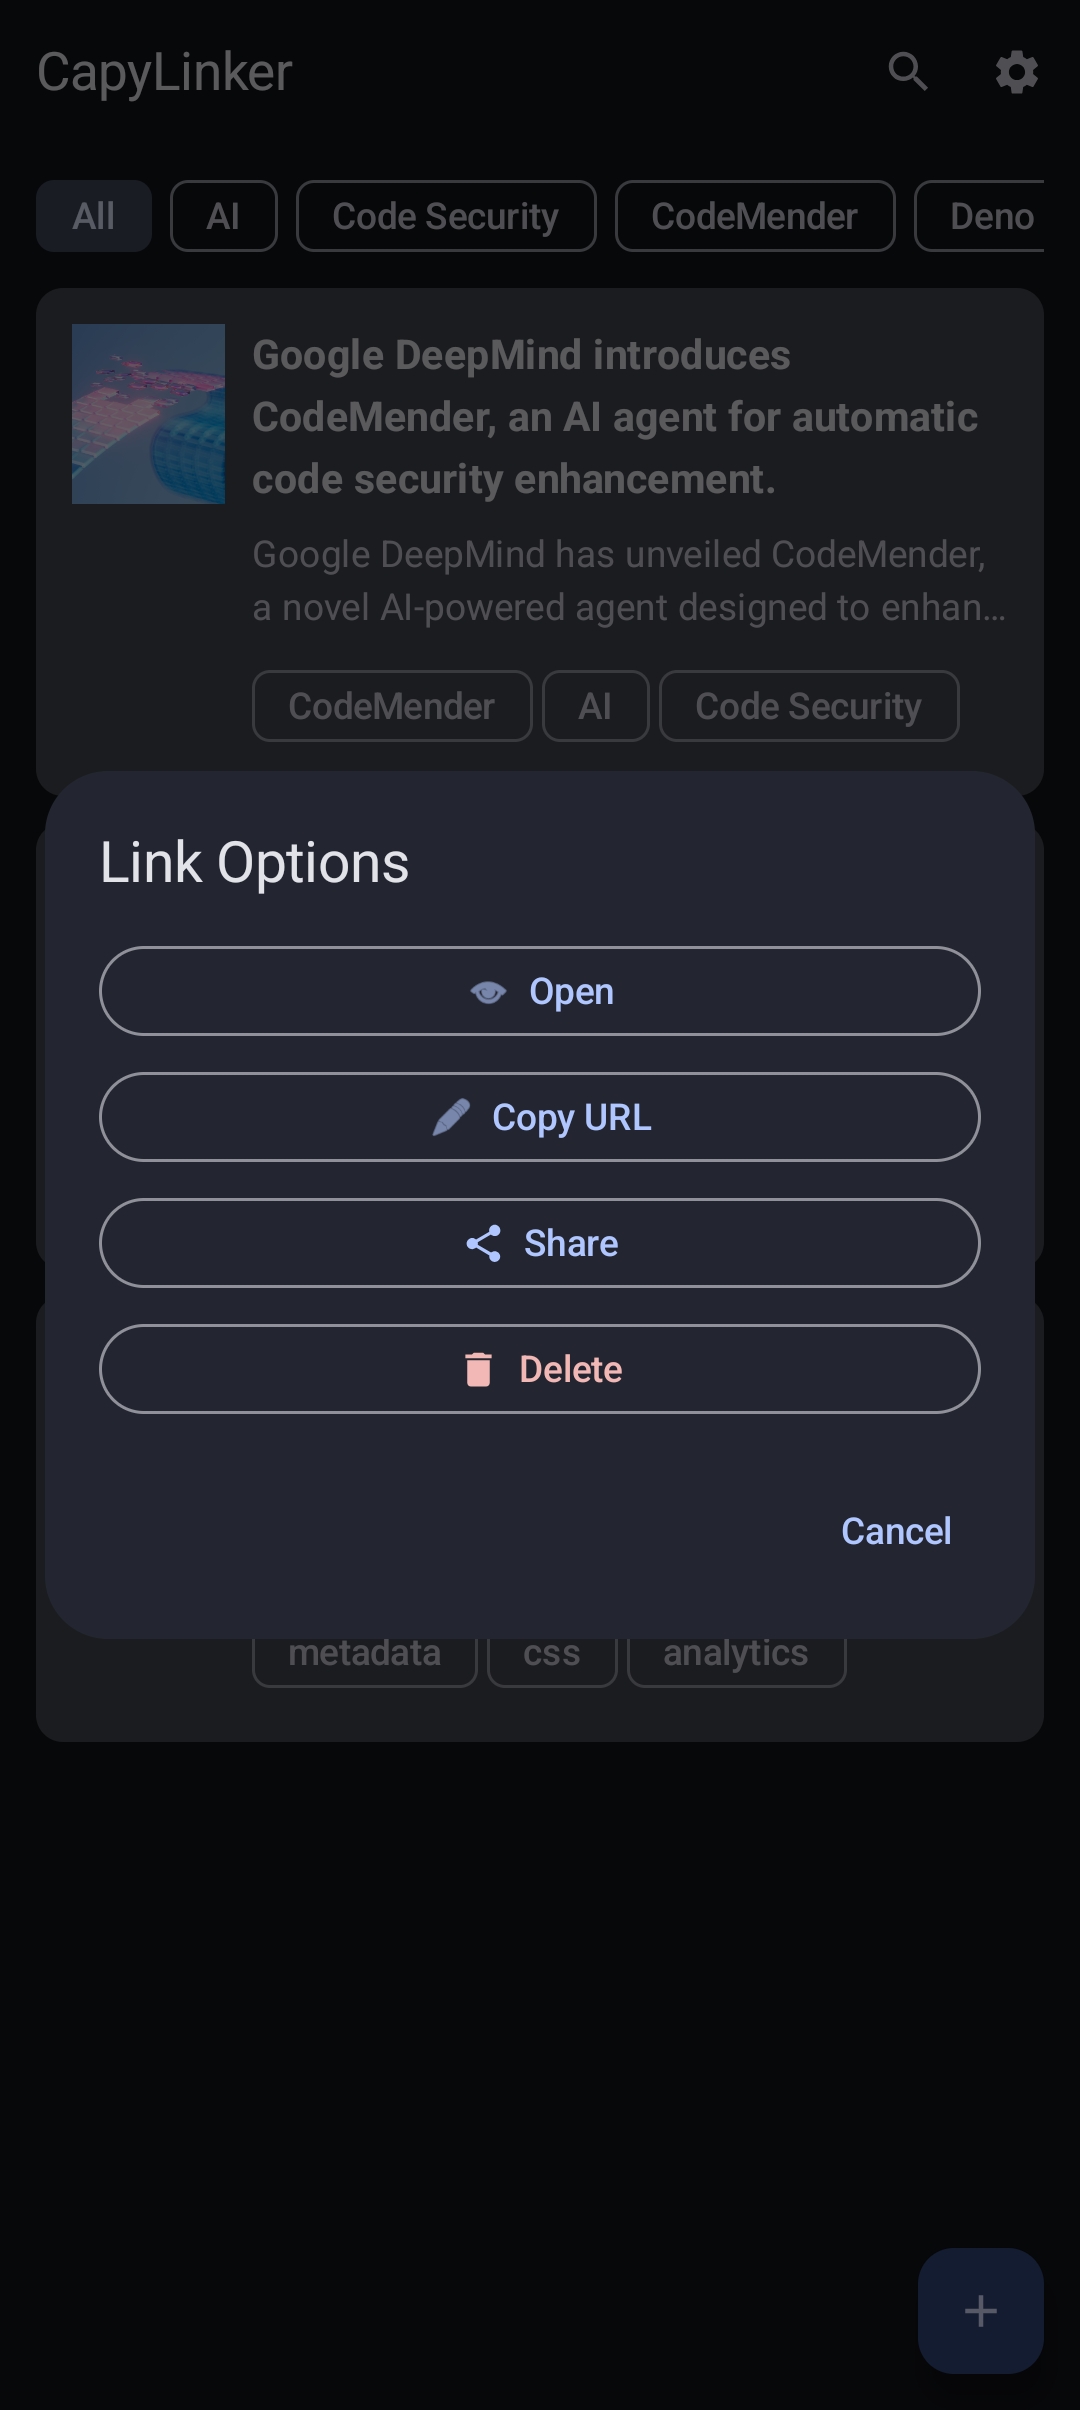 CapyLinker
All
AI
Code Security
CodeMender
Deno
Google DeepMind introduces
CodeMender, an AI agent for automatic
code security enhancement.
Google DeepMind has unveiled CodeMender,
a novel AI-powered agent designed to enhan…
CodeMender
AI
Code Security
Link Options
Open
Copy URL
Share
Delete
Cancel
metadata
css
analytics